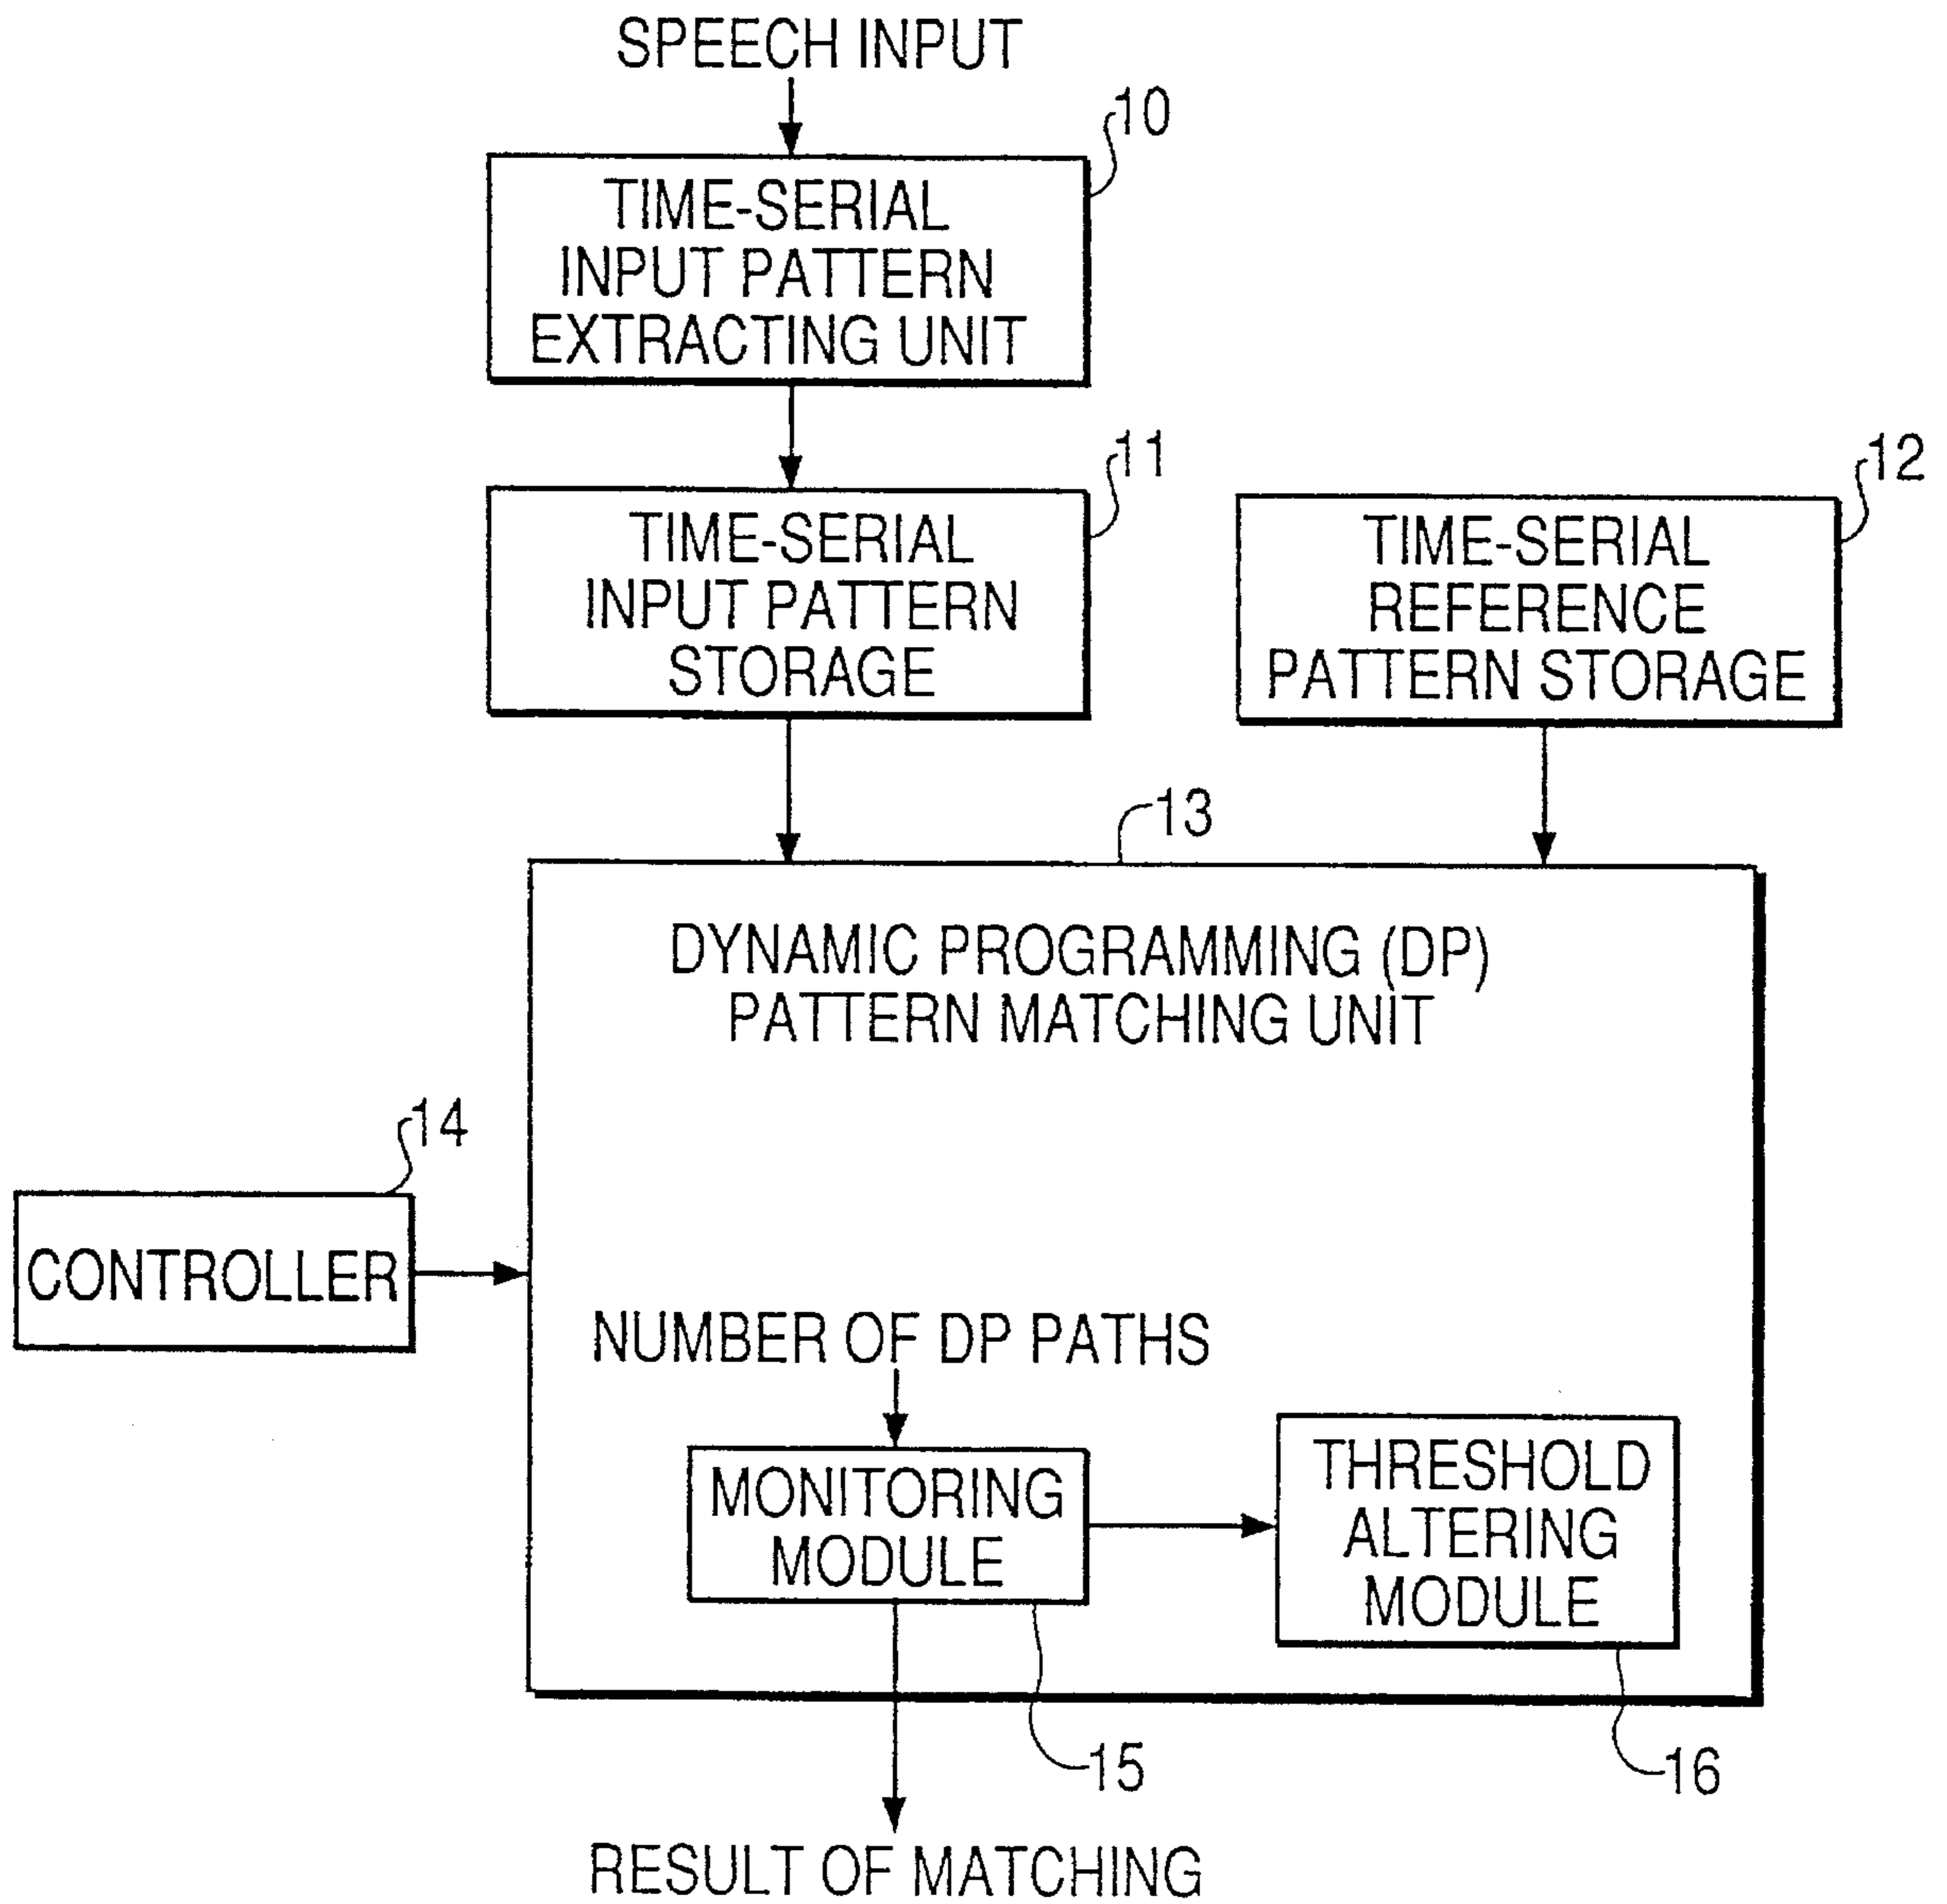 SPEECH INPUT
10
TIME-SERIAL
INPUT PATTERN
EXTRACTING UNIT
11
TIME-SERIAL
INPUT PATTERN
STORAGE
12
TIME-SERIAL
REFERENCE
PATTERN STORAGE
13
DYNAMIC PROGRAMMING (DP)
PATTERN MATCHING UNIT
14
CONTROLLER
NUMBER OF DP PATHS
MONITORING
MODULE
THRESHOLD
ALTERING
MODULE
15
16
RESULT OF MATCHING